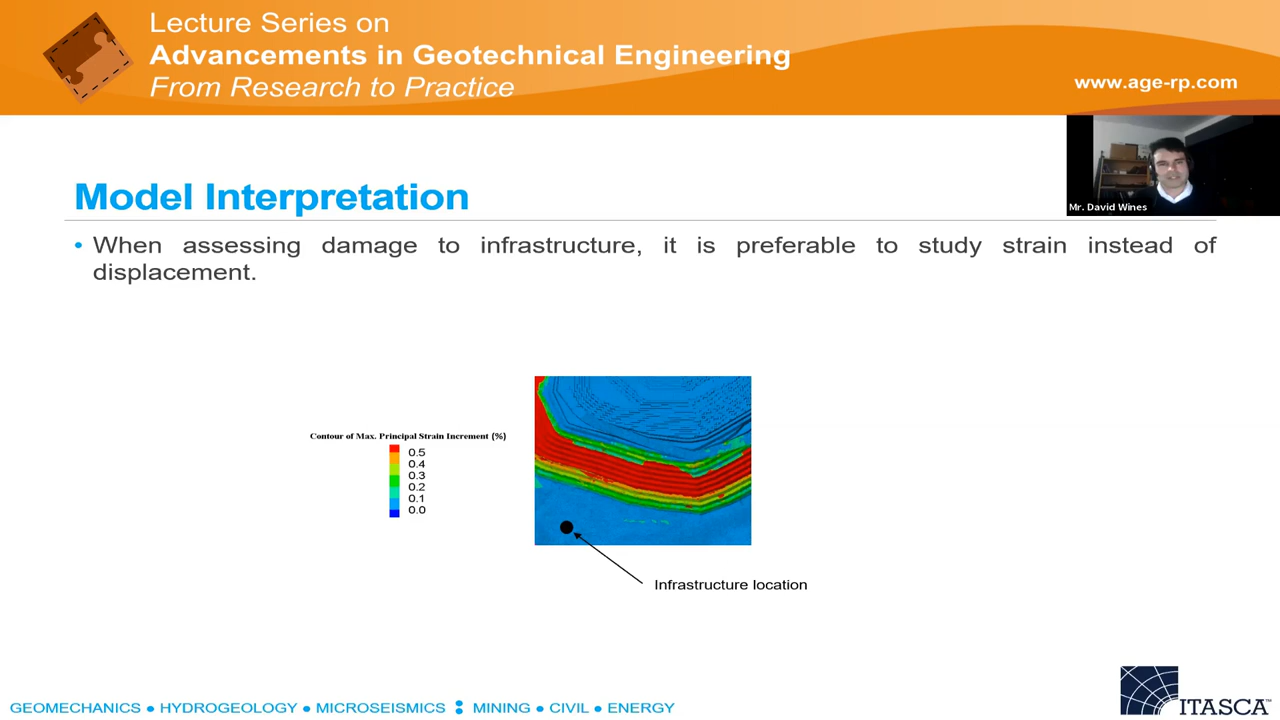 Lecture Series on
Advancements in Geotechnical Engineering
From Research to Practice
www.age-rp.com
Mr. David Wines
Model Interpretation
• When assessing damage to infrastructure, it is preferable to study strain instead of
displacement.
Contour of Max. Principal Strain Increment (%)
0.5
0.4
0.3
0.2
0.1
0.0
Infrastructure location
GEOMECHANICS • HYDROGEOLOGY • MICROSEISMICS : MINING • CIVIL • ENERGY
ITASCA™